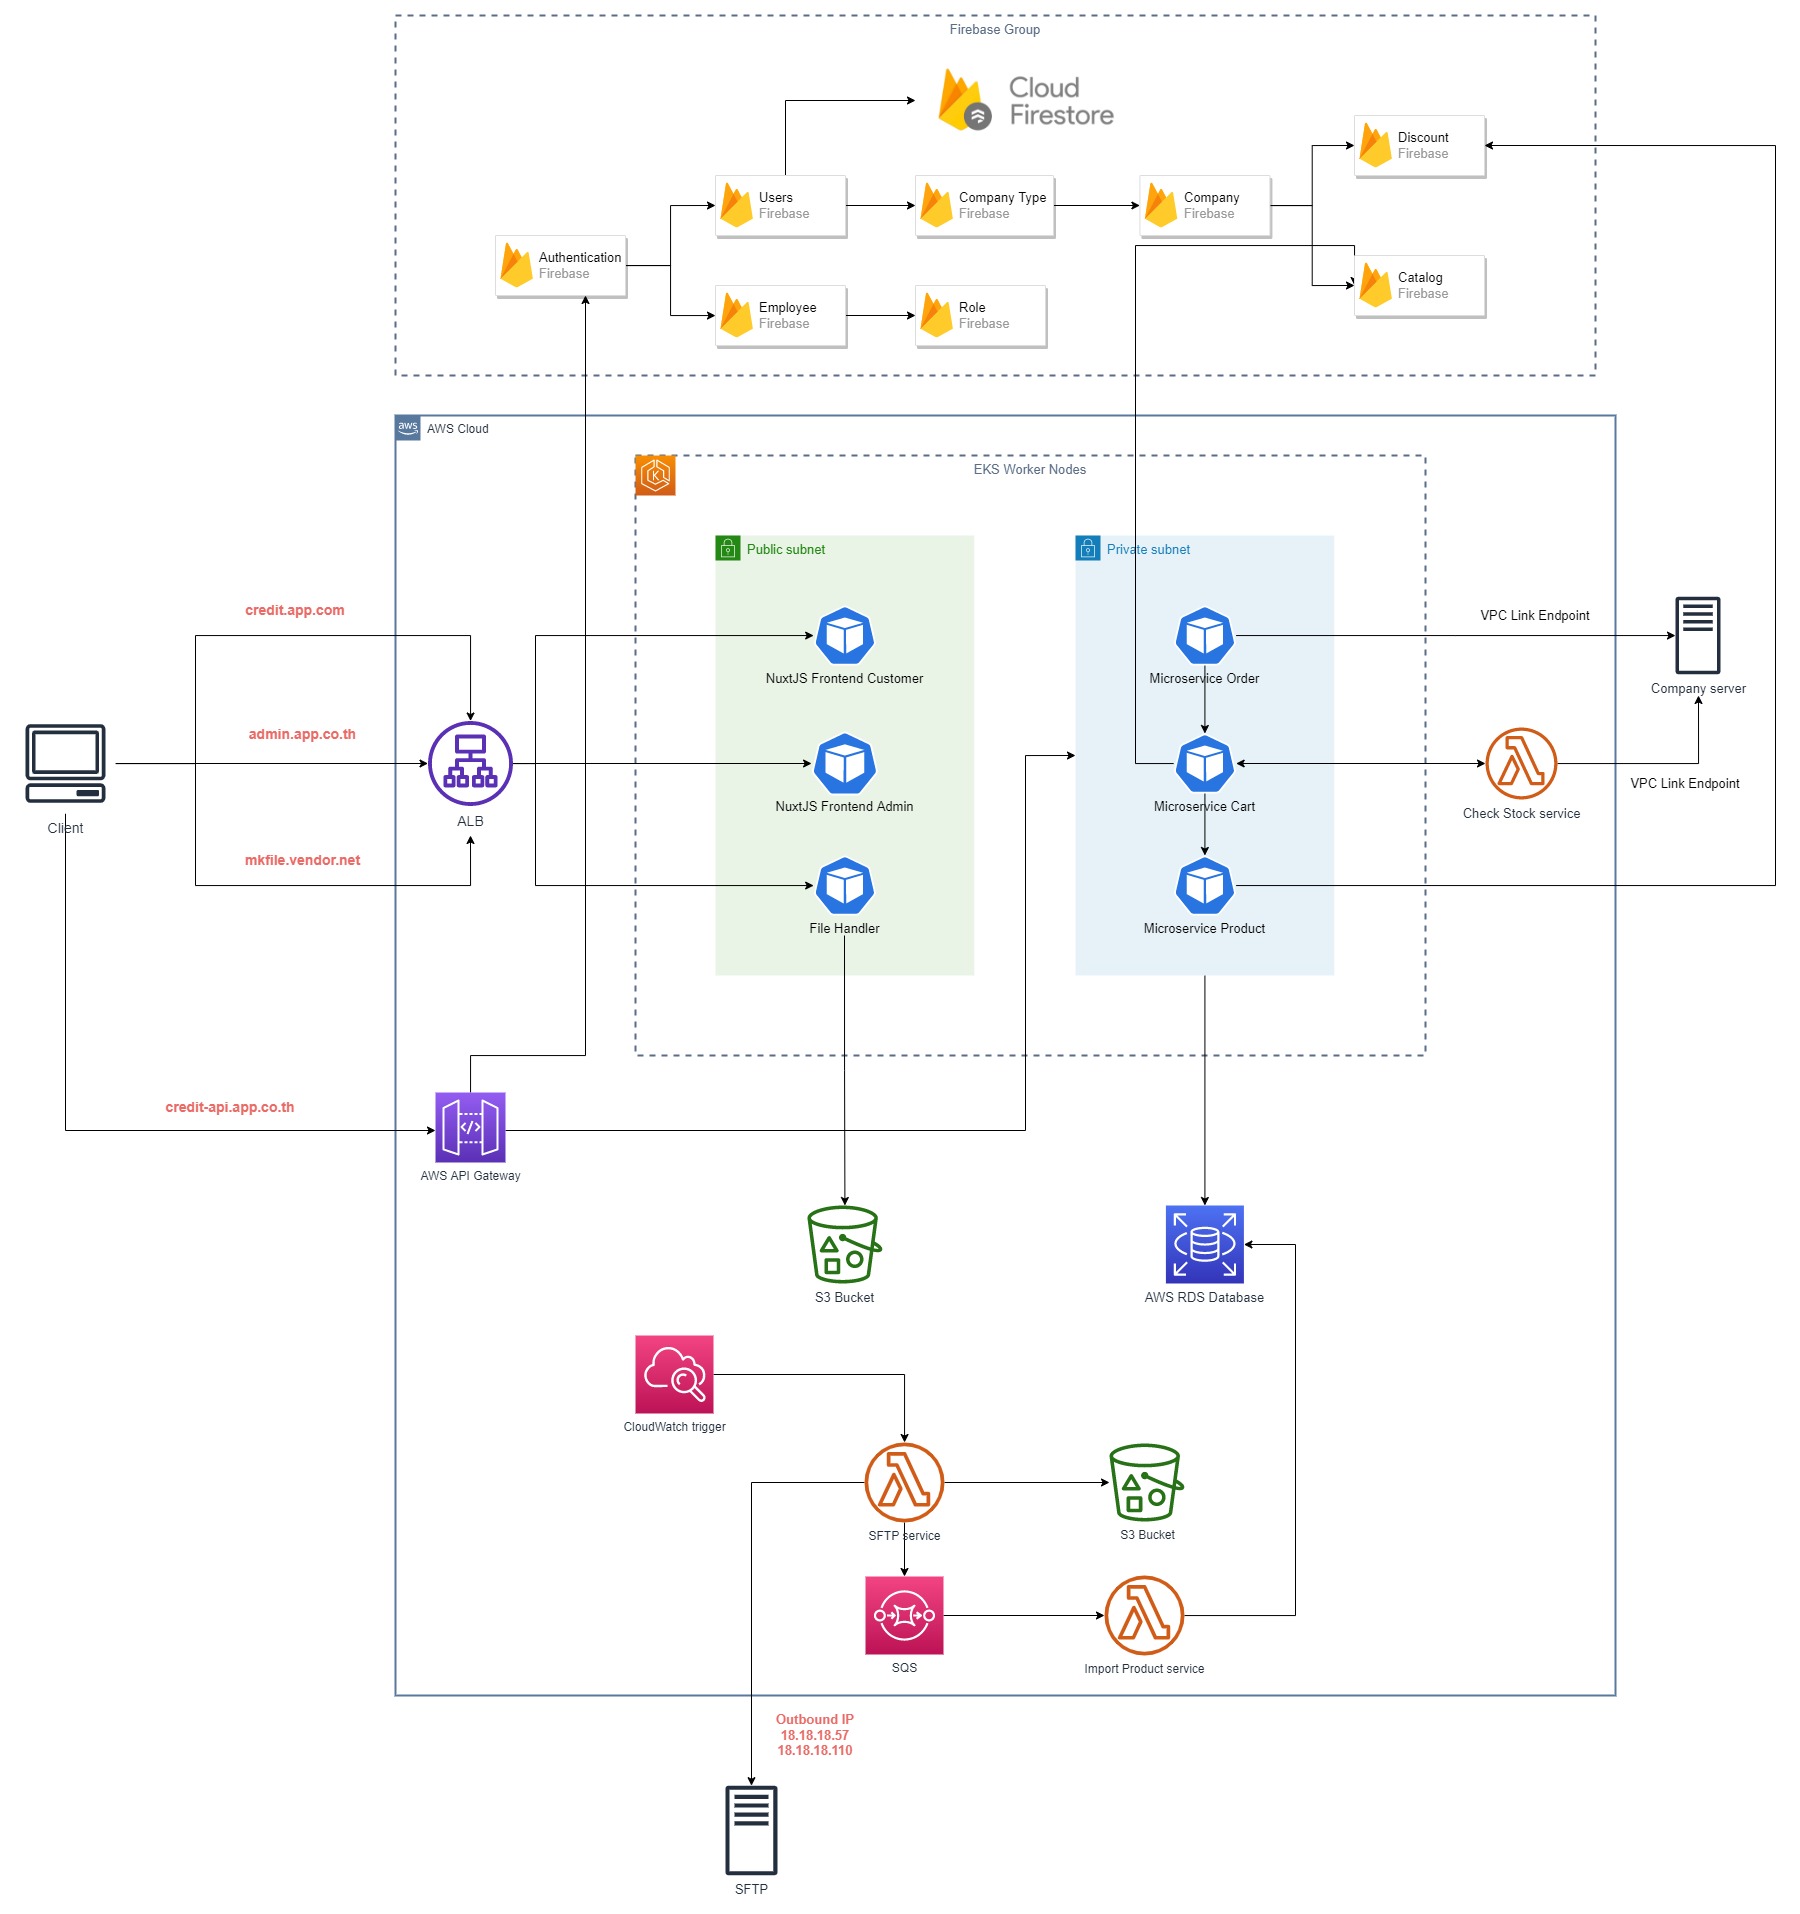 Firebase Group
Cloud
Firestore
Discount
Firebase
Users
Firebase
Company Type
Firebase
Company
Firebase
Authentication
Firebase
Catalog
Firebase
Employee
Firebase
Role
Firebase
aws
AWS Cloud
EKS Worker Nodes
K
Public subnet
Private subnet
credit.app.com
VPC Link Endpoint
NuxtJS Frontend Customer
Microservice Order
Company server
admin.app.co.th
VPC Link Endpoint
NuxtJS Frontend Admin
Microservice Cart
Check Stock service
Client
ALB
mkfile.vendor.net
File Handler
Microservice Product
credit-api.app.co.th
</>
AWS API Gateway
S3 Bucket
AWS RDS Database
CloudWatch trigger
SFTP service
S3 Bucket
SQS
Import Product service
Outbound IP
18.18.18.57
18.18.18.110
SFTP